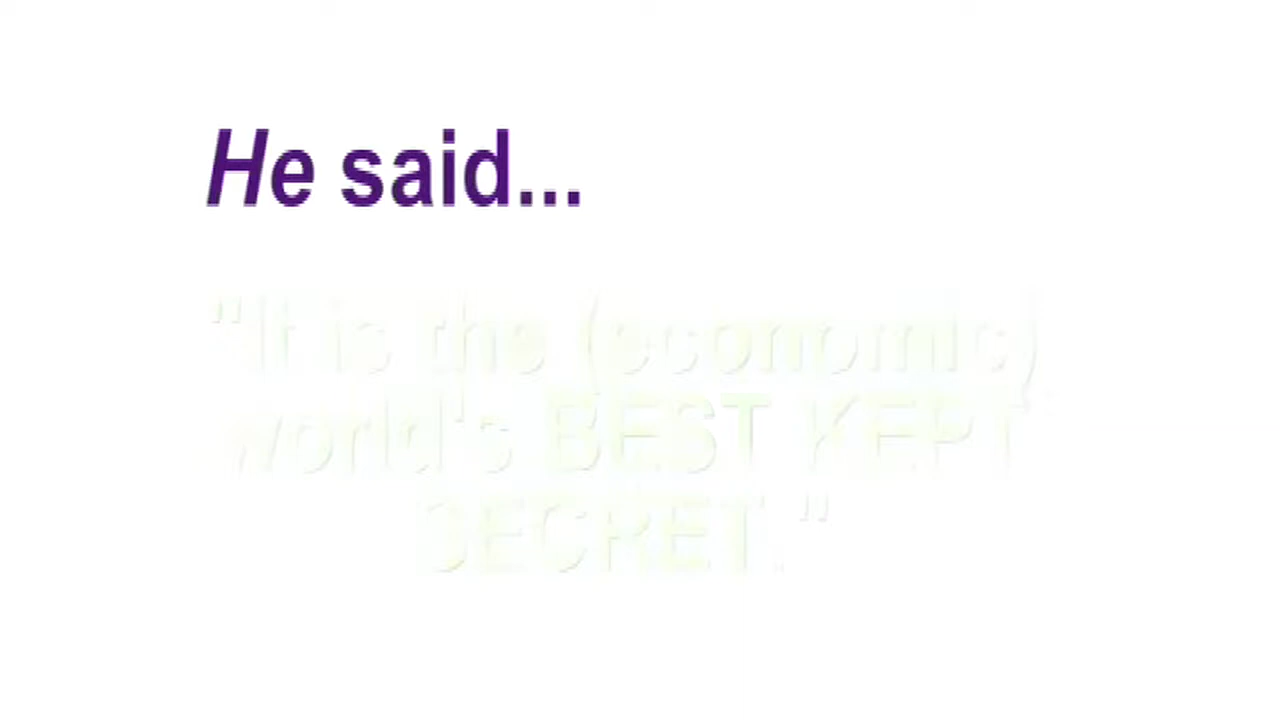 He said...
"It is the (economic)
world's BEST KEPT
SECRET."